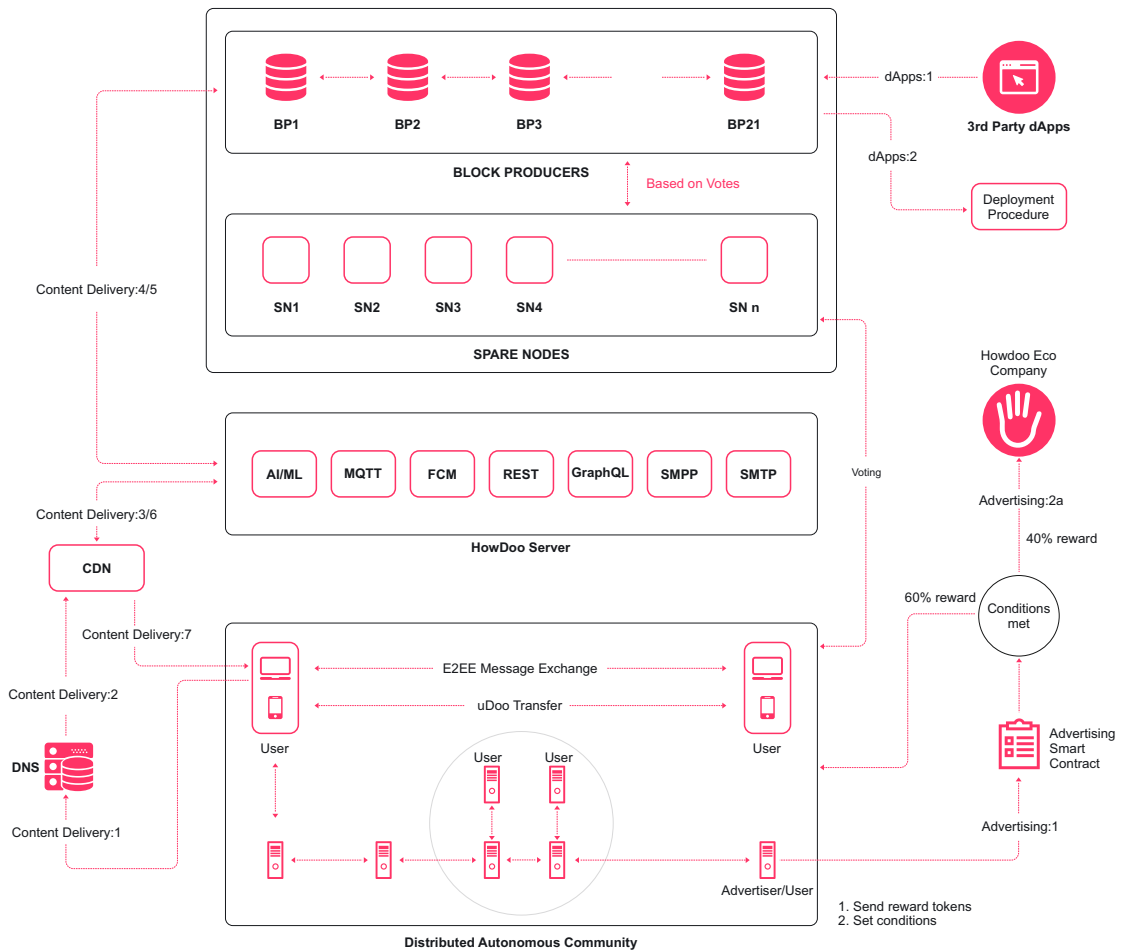 BP1
BP2
BP3
BP21
BLOCK PRODUCERS
dApps:1
3rd Party dApps
dApps:2
Deployment
Procedure
Based on Votes
SN1
SN2
SN3
SN4
SN n
SPARE NODES
Content Delivery:4/5
Howdoo Eco
Company
AI/ML
MQTT
FCM
REST
GraphQL
SMPP
SMTP
HowDoo Server
Voting
Advertising:2a
40% reward
Content Delivery:3/6
CDN
60% reward
Conditions
met
Content Delivery:7
E2EE Message Exchange
Content Delivery:2
uDoo Transfer
User
User
User
User
DNS
Advertising
Smart
Contract
Content Delivery:1
Advertising:1
Advertiser/User
1. Send reward tokens
2. Set conditions
Distributed Autonomous Community